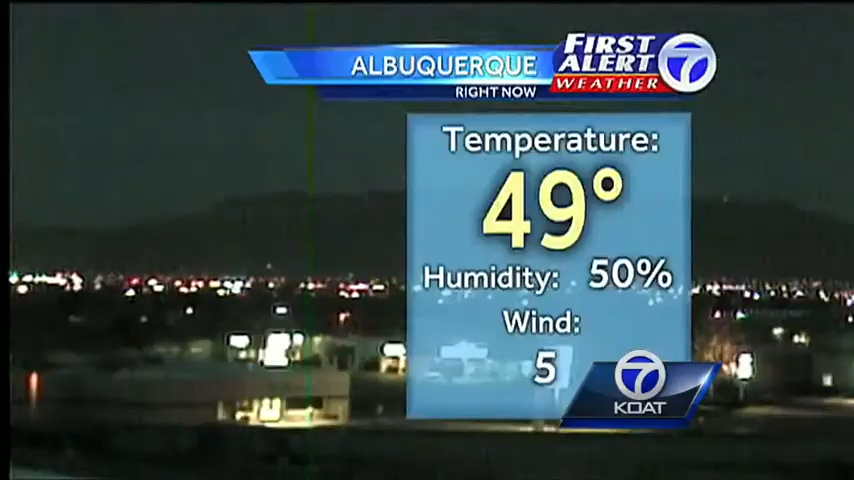 FIRST
ALERT
WEATHER
7
ALBUQUERQUE
RIGHT NOW
Temperature:
49°
Humidity: 50%
Wind:
5
7
KOAT